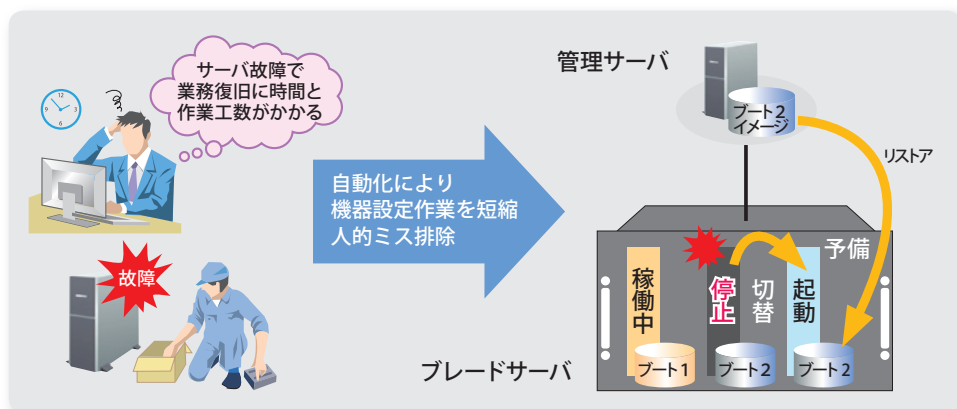 サーバ故障で
業務復旧に時間と
作業工数がかかる
12
3
6
9
故障
自動化により
機器設定作業を短縮
人的ミス排除
管理サーバ
ブート2
イメージ
リストア
予備
稼働中
停止
切替
起動
ブート1
ブート2
ブート2
ブレードサーバ